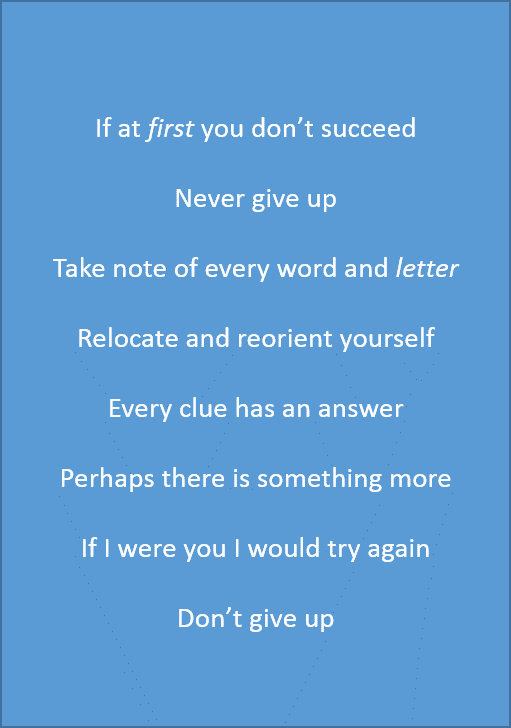 If at first you don’t succeed
Never give up
Take note of every word and letter
Relocate and reorient yourself
Every clue has an answer
Perhaps there is something more
If I were you I would try again
Don’t give up